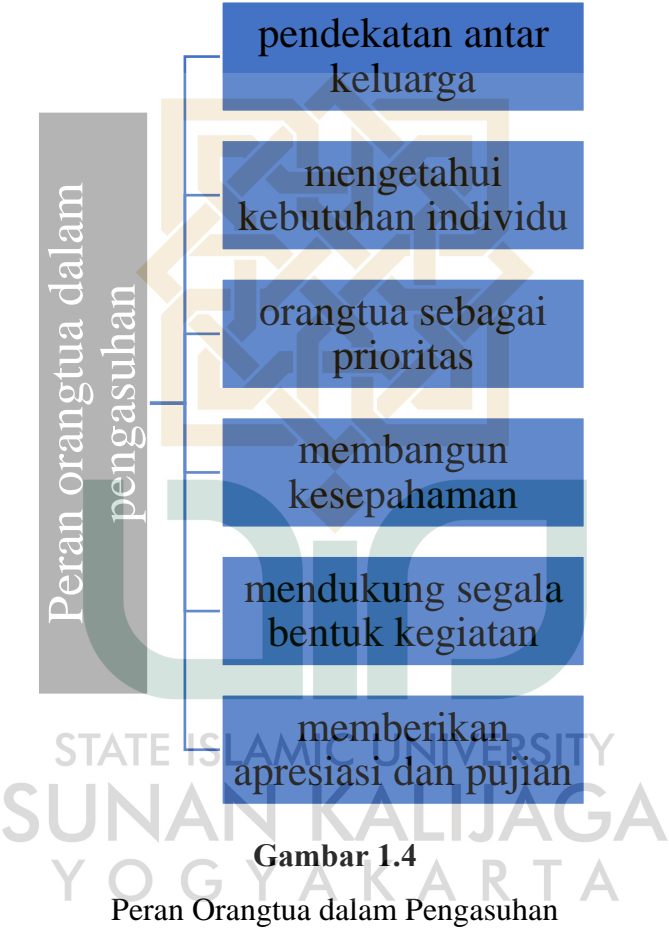 Peran orangtua dalam
pengasuhan
pendekatan antar
keluarga
mengetahui
kebutuhan individu
orangtua sebagai
prioritas
membangun
kesepahaman
mendukung segala
bentuk kegiatan
memberikan
apresiasi dan pujian
STATE ISLAMIC UNIVERSITY
SUNAN KALIJAGA
YOGYAKARTA
Gambar 1.4
Peran Orangtua dalam Pengasuhan